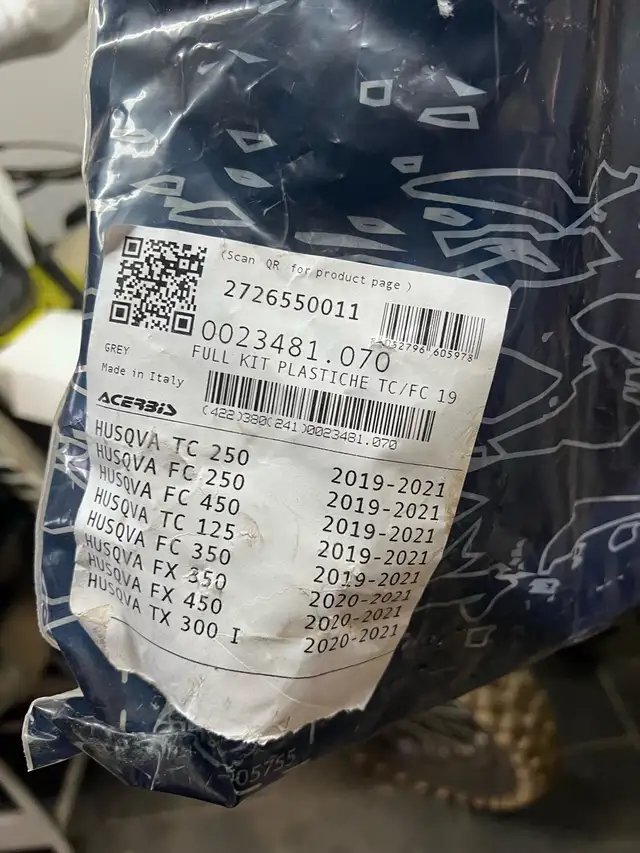 (Scan QR for product page)
2726550011
0023481.070
052796 605978
FULL KIT PLASTICHE TC/FC 19
GREY
Made in Italy
ACERBIS
(422)380(241)0023481.070
HUSQVA TC 250 2019-2021
HUSQVA FC 250 2019-2021
HUSQVA FC 450 2019-2021
HUSQVA TC 125 2019-2021
HUSQVA FC 350 2019-2021
HUSQVA FX 350 2020-2021
HUSQVA FX 450 2020-2021
HUSQVA TX 300 I 2020-2021
05755